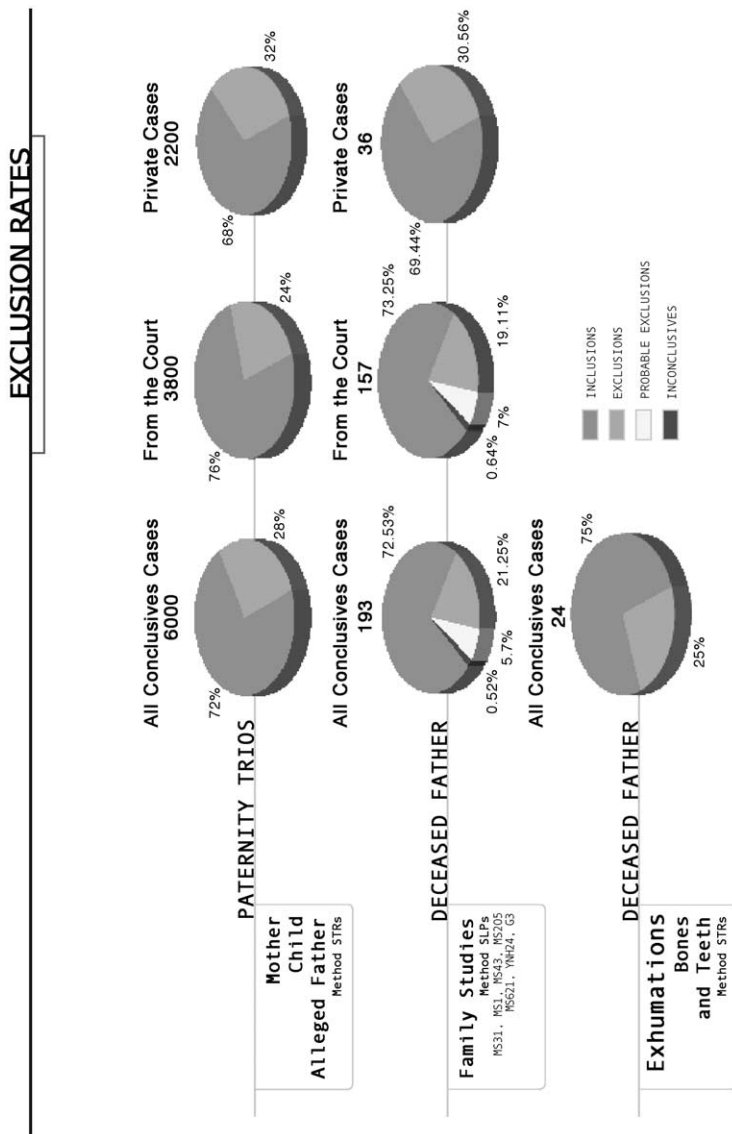 EXCLUSION RATES
PATERNITY TRIOS
Mother
Child
Alleged Father
Method STRs
All Conclusives Cases
6000
72%
28%
From the Court
3800
76%
24%
Private Cases
2200
68%
32%
DECEASED FATHER
Family Studies
Method SLPs
MS31, MS1, MS43, MS205
MS621, YNH24, G3
All Conclusives Cases
193
72.53%
21.25%
5.7%
0.52%
From the Court
157
73.25%
19.11%
7%
0.64%
Private Cases
36
69.44%
30.56%
DECEASED FATHER
Exhumations
Bones
and Teeth
Method STRs
All Conclusives Cases
24
75%
25%
INCLUSIONS
EXCLUSIONS
PROBABLE EXCLUSIONS
INCONCLUSIVES